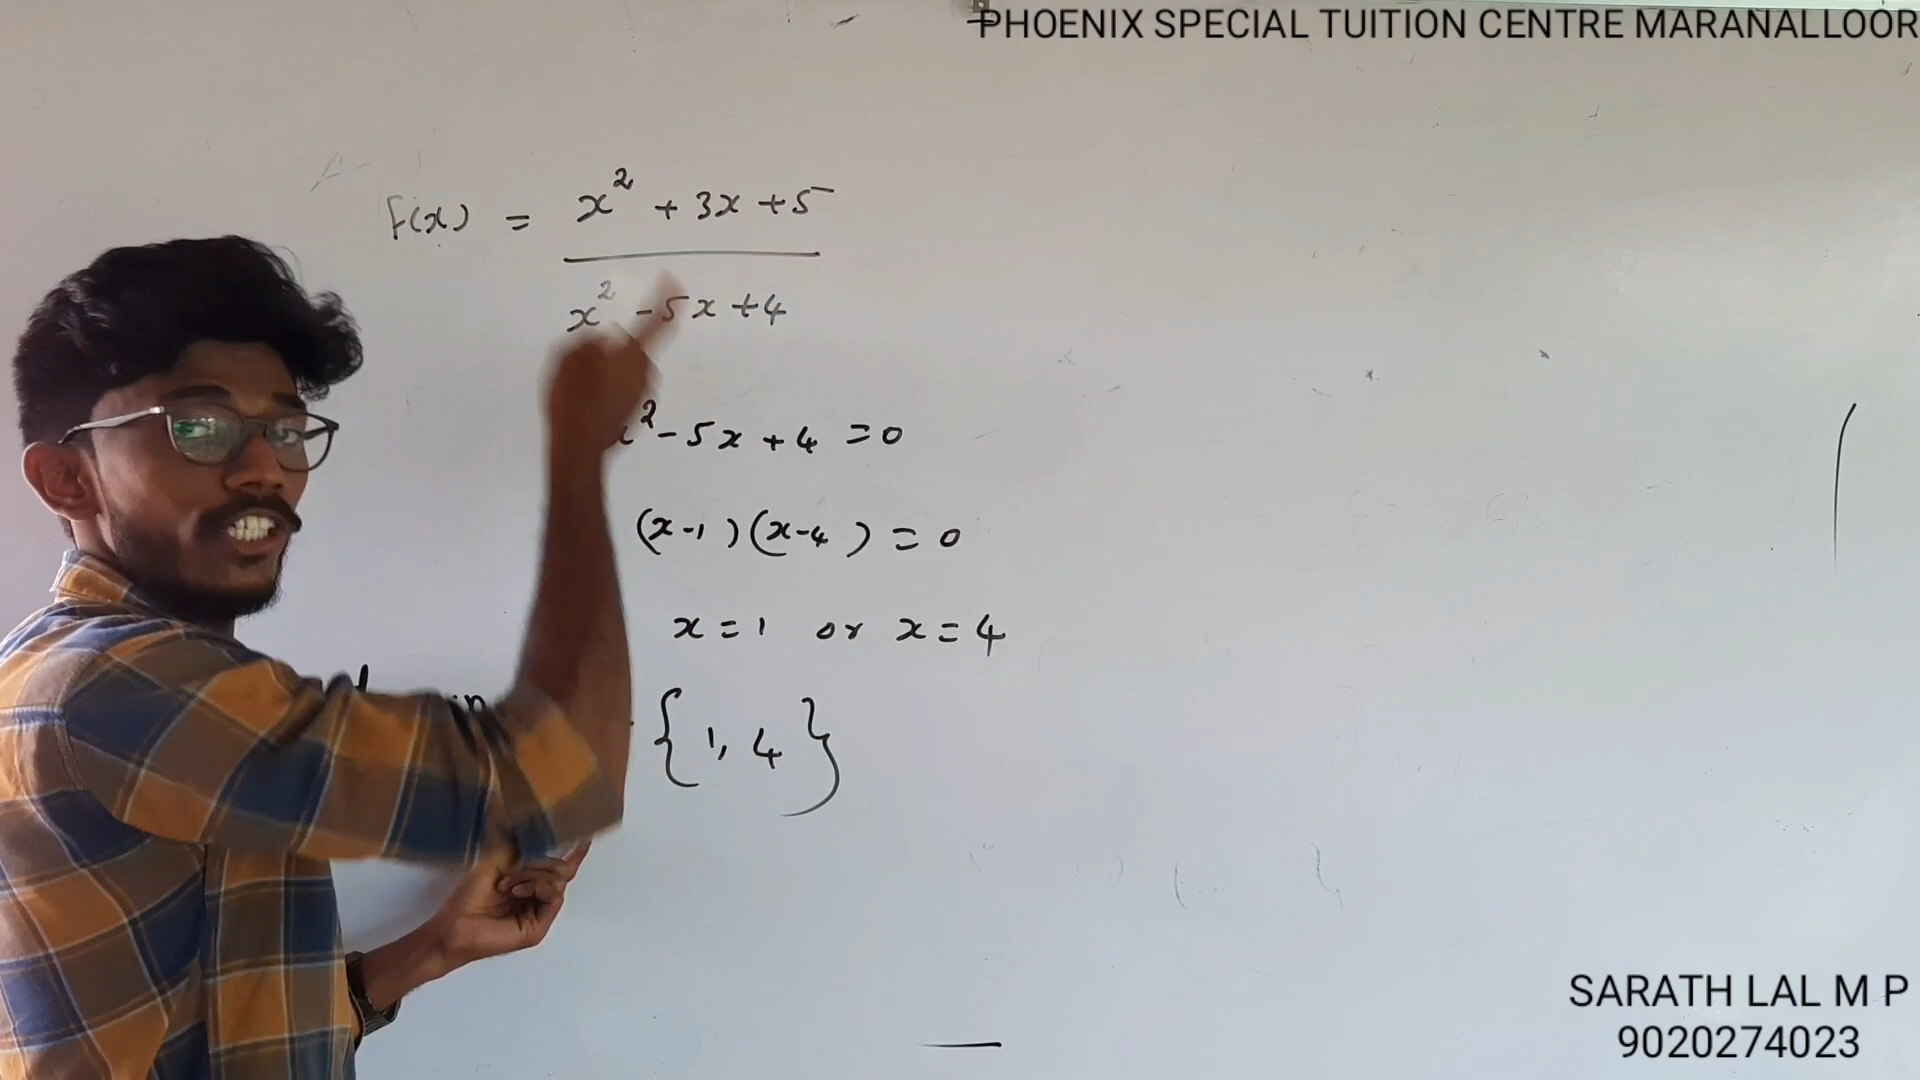 PHOENIX SPECIAL TUITION CENTRE MARANALLOOR
f(x) = x² + 3x + 5
x² - 5x + 4
x² - 5x + 4 = 0
(x-1)(x-4) = 0
x = 1 or x = 4
{1, 4}
SARATH LAL M P
9020274023